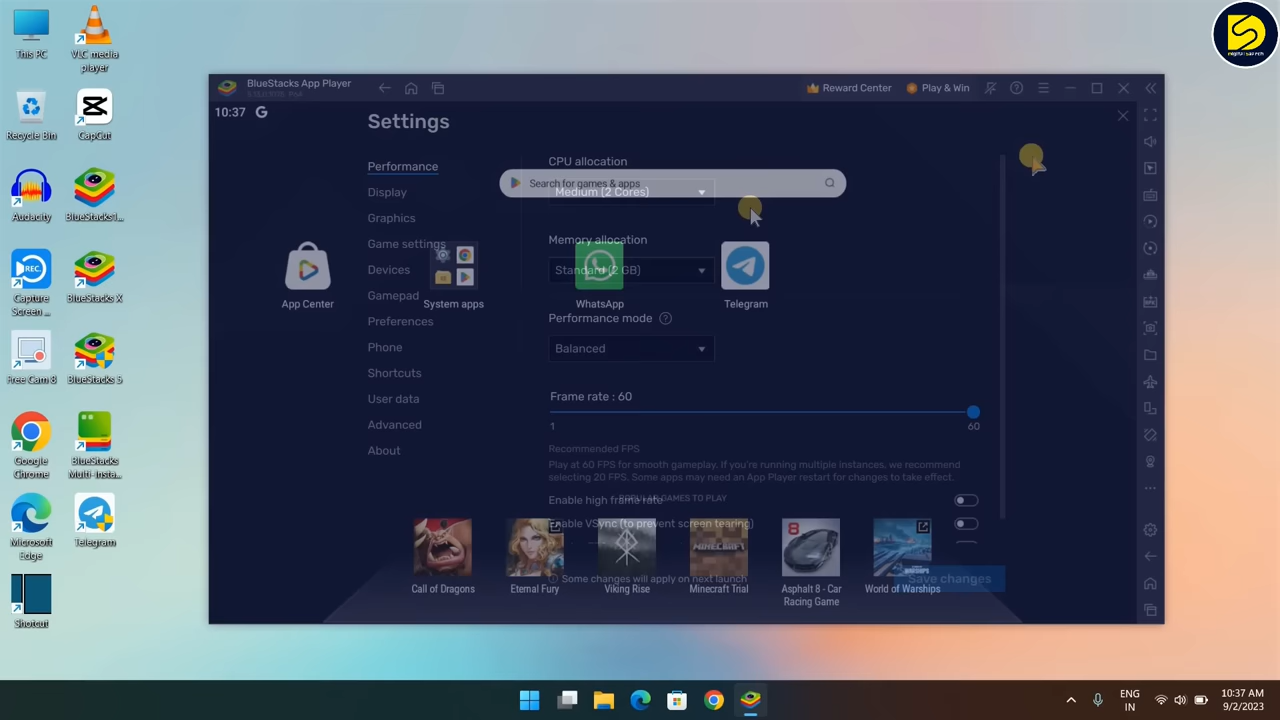 This PC
VLC media
player
Recycle Bin
CapCut
Audacity
BlueStacks I...
Capture
Screen ...
BlueStacks X
Free Cam 8
BlueStacks 5
Google
Chrome
BlueStacks
Multi-Insta...
Microsoft
Edge
Telegram
Shotcut
BlueStacks App Player
Reward Center
Play & Win
10:37
Settings
Performance
Display
Graphics
Game settings
Devices
Gamepad
Preferences
Phone
Shortcuts
User data
Advanced
About
CPU allocation
Medium (2 Cores)
Search for games & apps
Memory allocation
Standard (2 GB)
App Center
System apps
WhatsApp
Telegram
Performance mode
Balanced
Frame rate : 60
1
60
Recommended FPS
Play at 60 FPS for smooth gameplay. If you're running multiple instances, we recommend
selecting 20 FPS. Some apps may need an App Player restart for changes to take effect.
Enable high frame rate
GAMES TO PLAY
Enable VSync (to prevent screen tearing)
MINECRAFT
8
Some changes will apply on next launch
Save changes
Call of Dragons
Eternal Fury
Viking Rise
Minecraft Trial
Asphalt 8 - Car
Racing Game
World of Warships
ENG
IN
10:37 AM
9/2/2023